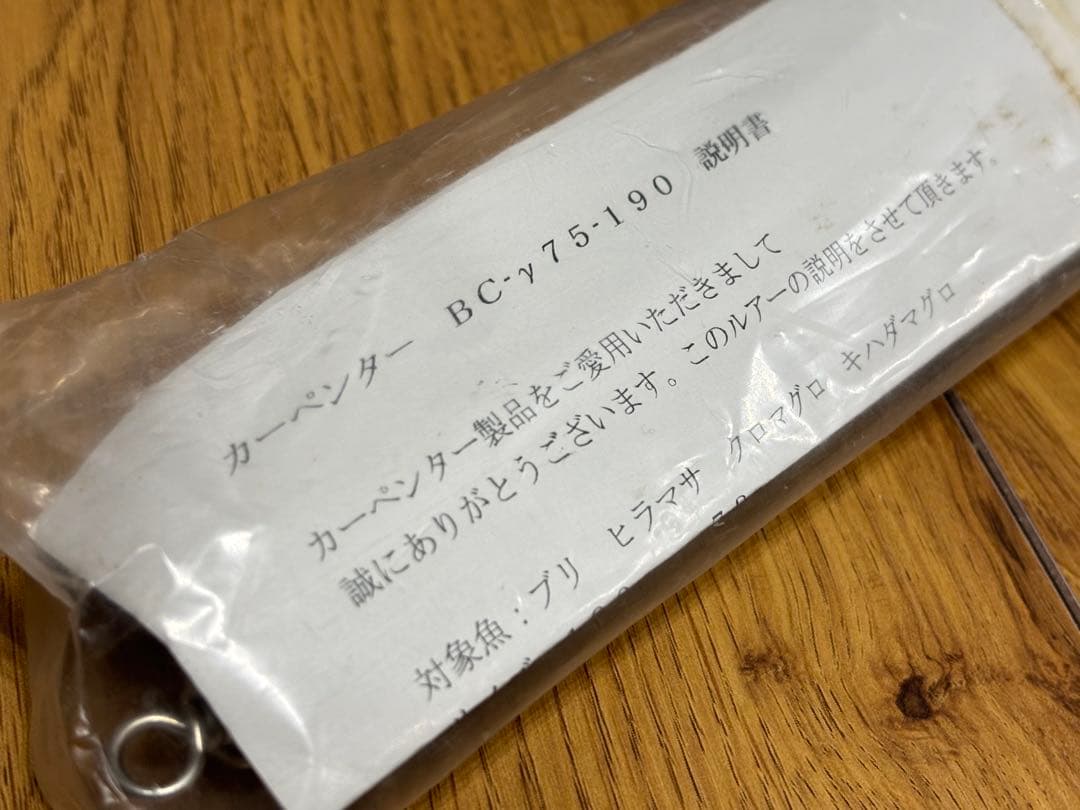 カーペンター　BC-γ75-190　説明書
カーペンター製品をご愛用いただきまして
誠にありがとうございます。このルアーの説明をさせて頂きます。
対象魚：ブリ　ヒラマサ　クロマグロ　キハダマグロ